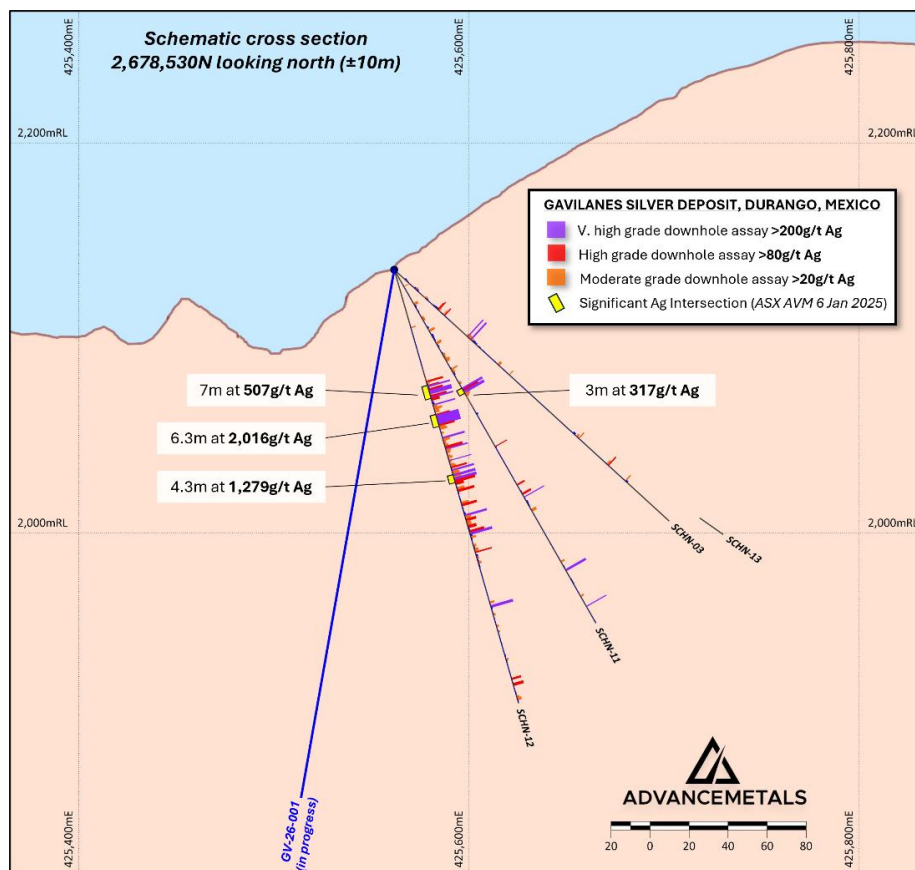 425,400mE
425,600mE
425,800mE
Schematic cross section
2,678,530N looking north (±10m)
2,200mRL
2,200mRL
GAVILANES SILVER DEPOSIT, DURANGO, MEXICO
V. high grade downhole assay >200g/t Ag
High grade downhole assay >80g/t Ag
Moderate grade downhole assay >20g/t Ag
Significant Ag Intersection (ASX AVM 6 Jan 2025)
7m at 507g/t Ag
3m at 317g/t Ag
6.3m at 2,016g/t Ag
4.3m at 1,279g/t Ag
2,000mRL
2,000mRL
SCHN-03
SCHN-13
SCHN-11
SCHN-12
GV-26-001
(in progress)
ADVANCEMETALS
20 0 20 40 60 80
425,400mE
425,600mE
425,800mE